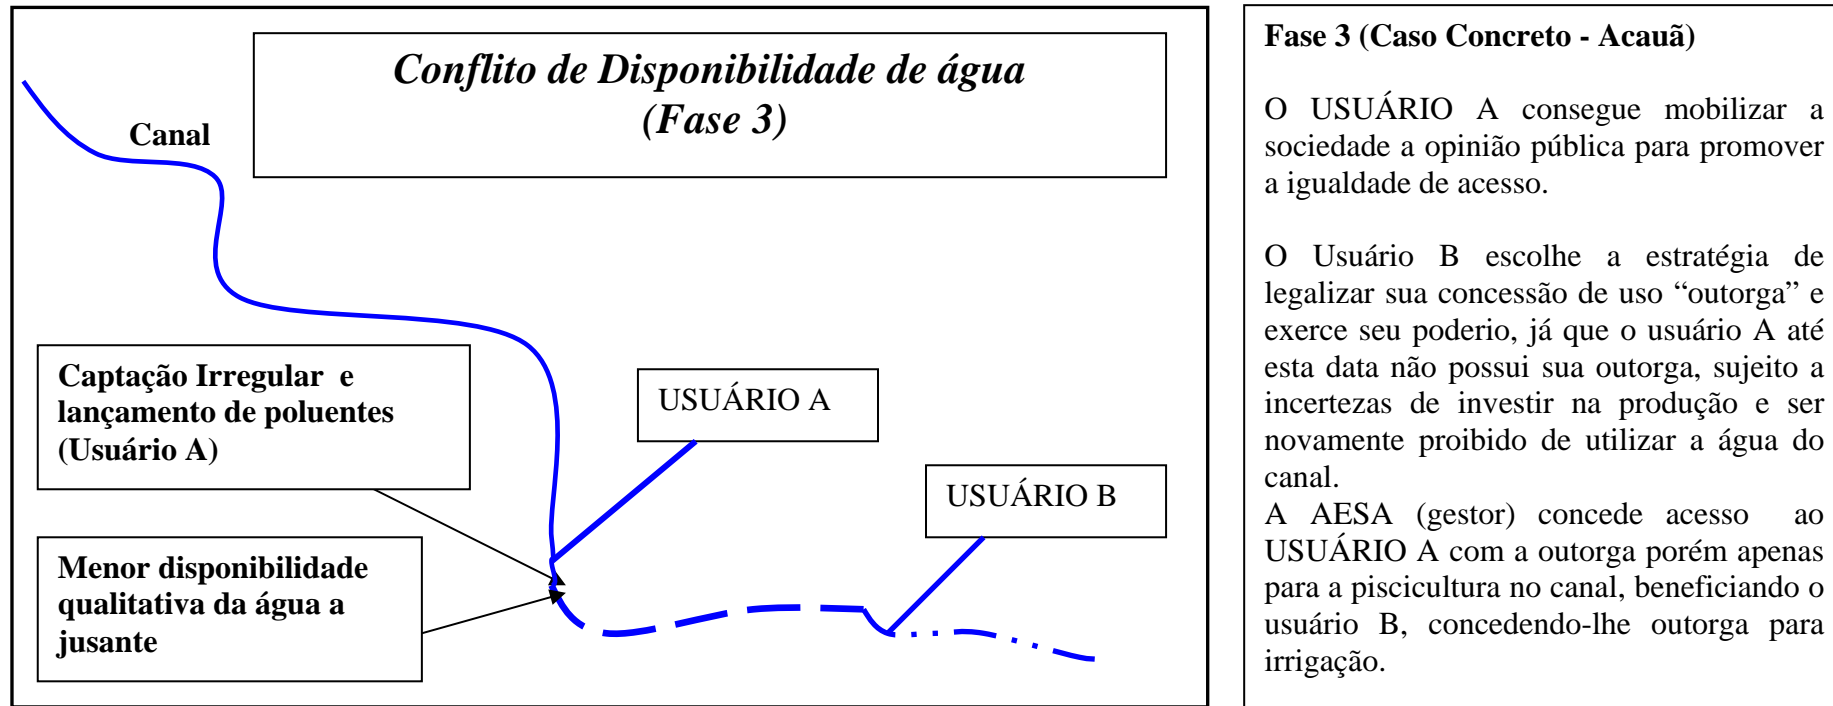 Conflito de Disponibilidade de água
(Fase 3)
Canal
Captação Irregular e
lançamento de poluentes
(Usuário A)
USUÁRIO A
USUÁRIO B
Menor disponibilidade
qualitativa da água a
jusante
Fase 3 (Caso Concreto - Acauã)
O USUÁRIO A consegue mobilizar a
sociedade a opinião pública para promover
a igualdade de acesso.
O Usuário B escolhe a estratégia de
legalizar sua concessão de uso “outorga” e
exerce seu poderio, já que o usuário A até
esta data não possui sua outorga, sujeito a
incertezas de investir na produção e ser
novamente proibido de utilizar a água do
canal.
A AESA (gestor) concede acesso ao
USUÁRIO A com a outorga porém apenas
para a piscicultura no canal, beneficiando o
usuário B, concedendo-lhe outorga para
irrigação.